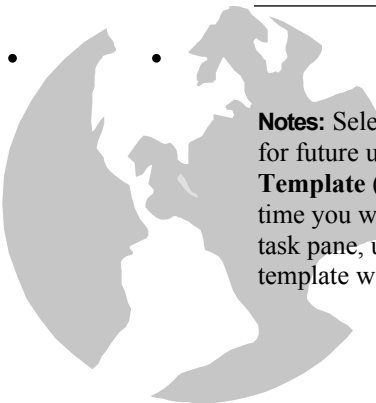 Notes: Sele
for future u
Template (
time you w
task pane, u
template w